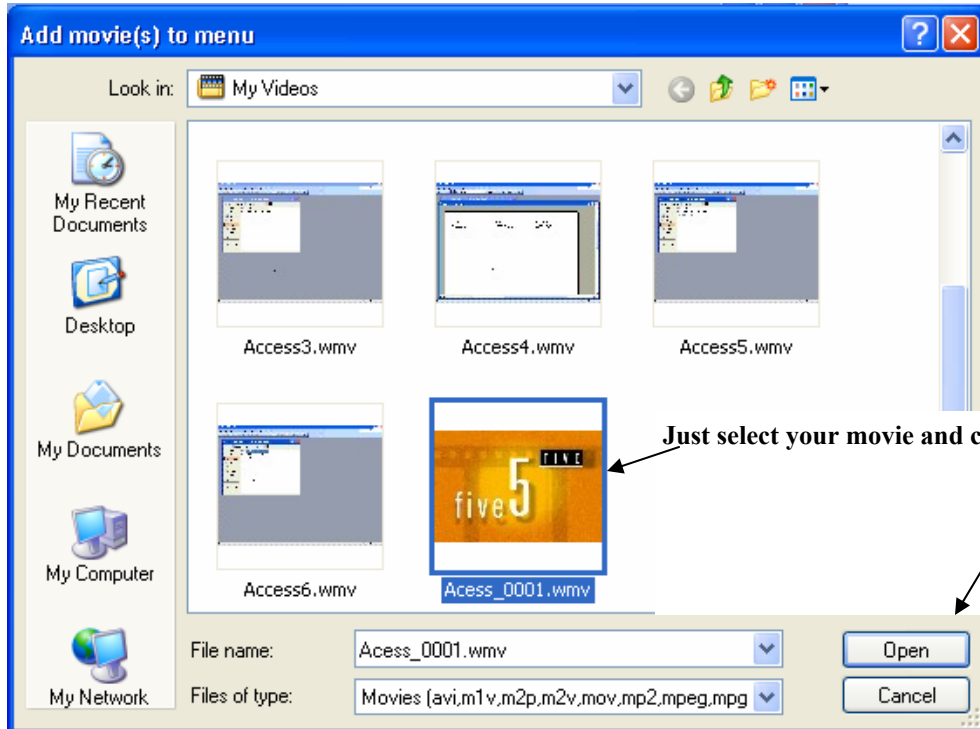 Add movie(s) to menu
Look in:
My Videos
My Recent
Documents
Desktop
My Documents
My Computer
My Network
Access3.wmv
Access4.wmv
Access5.wmv
FIVE
five 5
Just select your movie and c
Access6.wmv
Acess_0001.wmv
File name:
Acess_0001.wmv
Open
Files of type:
Movies (avi,m1v,m2p,m2v,mov,mp2,mpeg,mpg
Cancel